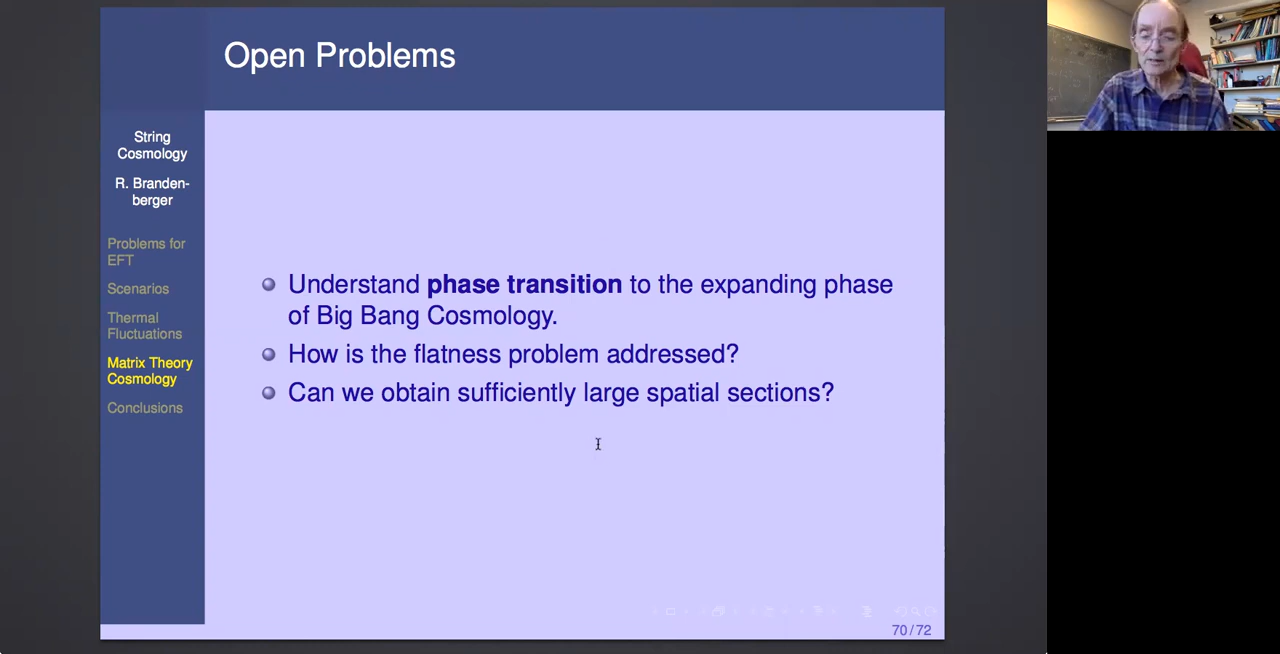 Open Problems
String
Cosmology
R. Branden-
berger
Problems for
EFT
Scenarios
Thermal
Fluctuations
Matrix Theory
Cosmology
Conclusions
Understand phase transition to the expanding phase
of Big Bang Cosmology.
How is the flatness problem addressed?
Can we obtain sufficiently large spatial sections?
70/72